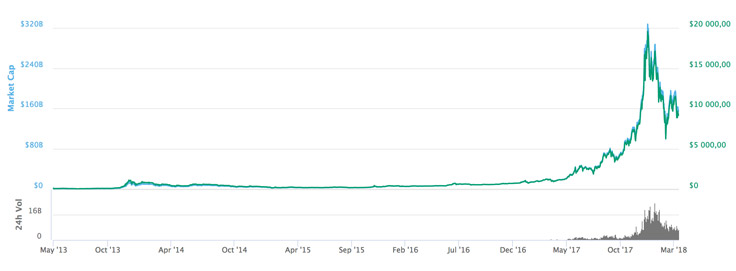 $320B
$240B
$160B
$80B
$0
Market Cap
$20 000,00
$15 000,00
$10 000,00
$5 000,00
$0
24h Vol
16B
0
May '13 Oct '13 Apr '14 Oct '14 Apr '15 Sep '15 Feb '16 Jul '16 Dec '16 May '17 Oct '17 Mar '18